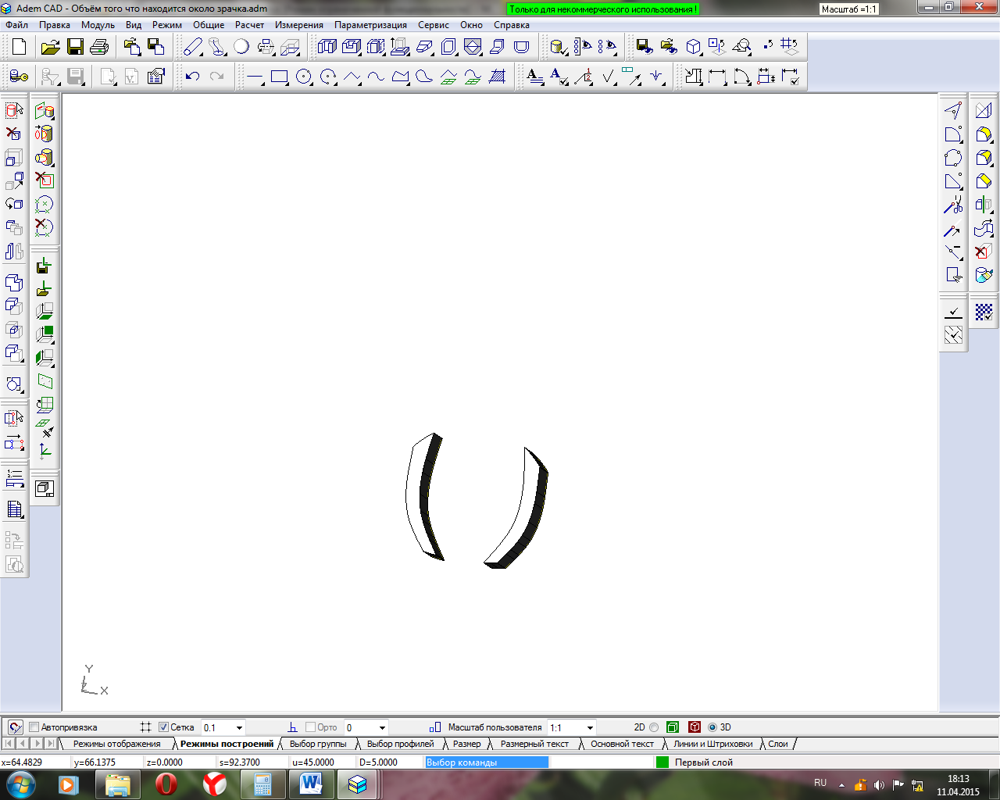 Adem CAD - Объём того что находится около зрачка.adm
Только для некоммерческого использования !
Масштаб =1:1
Файл Правка Модуль Вид Режим Общие Расчет Измерения Параметризация Сервис Окно Справка
Y
Z
X
Автопривязка Сетка 0.1 Орто 0 Масштаб пользователя 1:1 2D 3D
Режимы отображения Режимы построений Выбор группы Выбор профилей Размер Размерный текст Основной текст Линии и Штриховки Слои
x=64.4829 y=66.1375 z=0.0000 s=92.3700 u=45.0000 D=5.0000 Выбор команды Первый слой
RU 18:13
11.04.2015